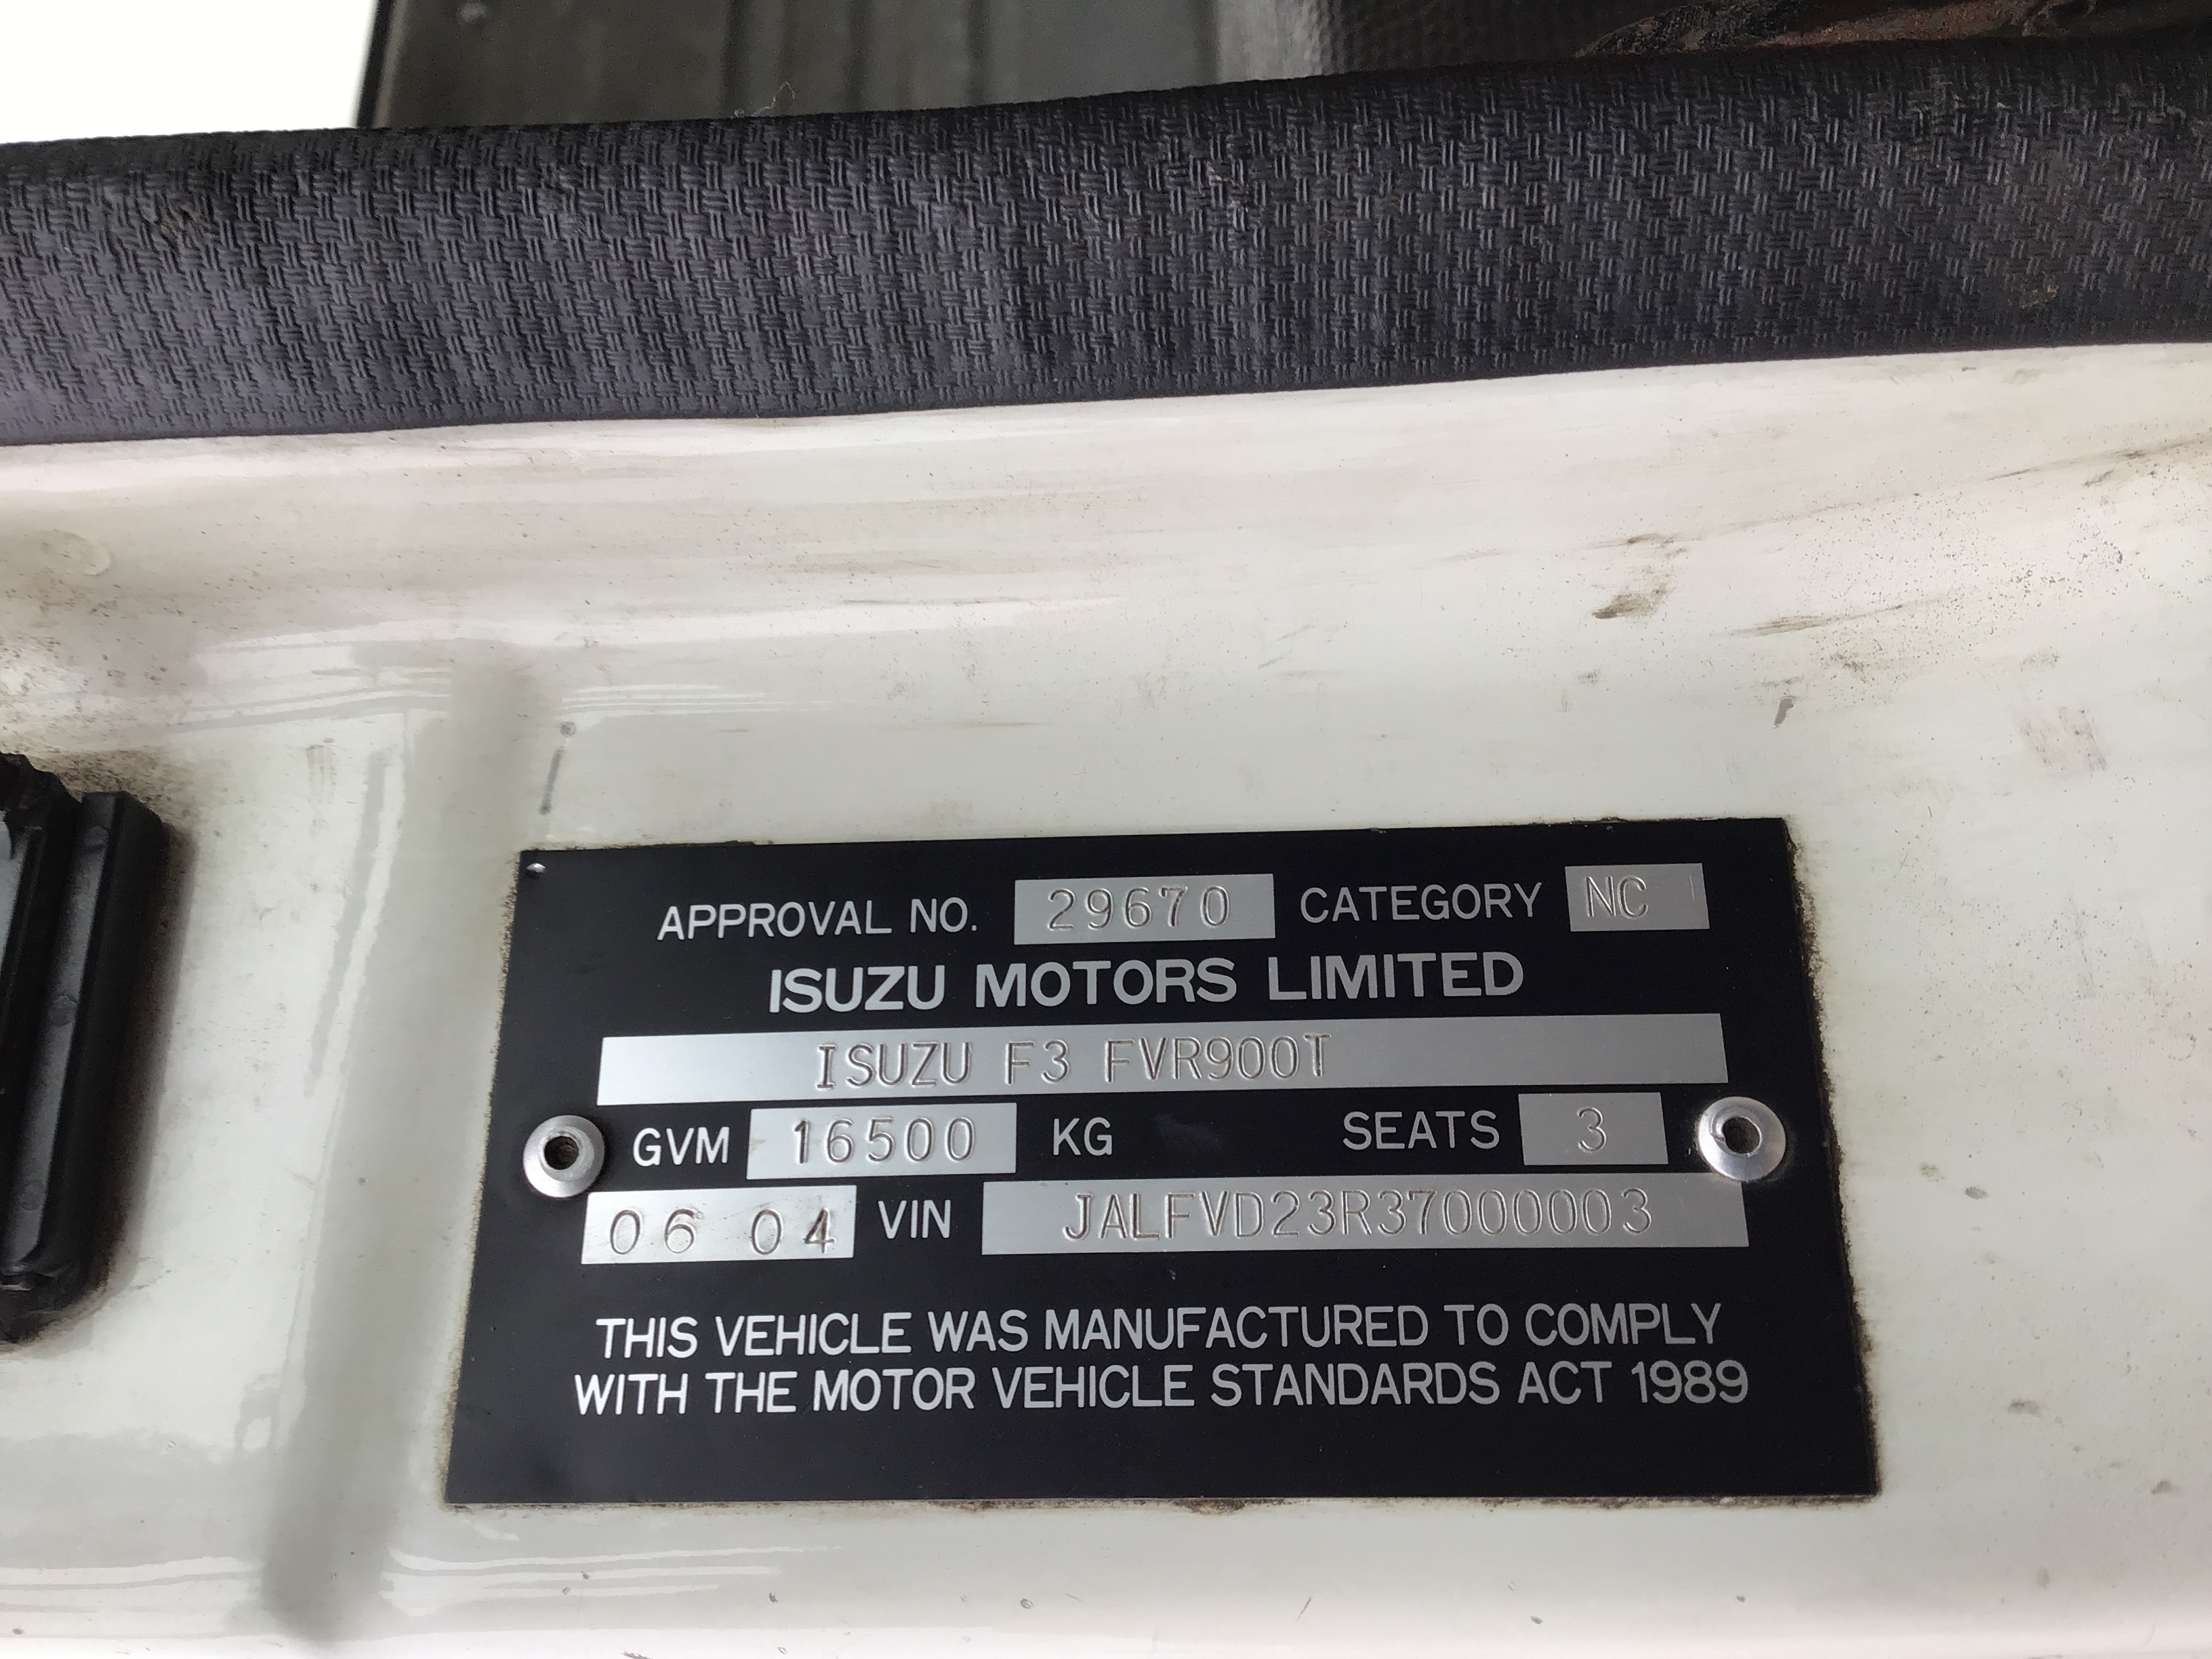 APPROVAL NO. 29670 CATEGORY NC
ISUZU MOTORS LIMITED
ISUZU F3 FVR900T
GVM 16500 KG SEATS 3
06 04 VIN JALFVD23R37000003
THIS VEHICLE WAS MANUFACTURED TO COMPLY
WITH THE MOTOR VEHICLE STANDARDS ACT 1989